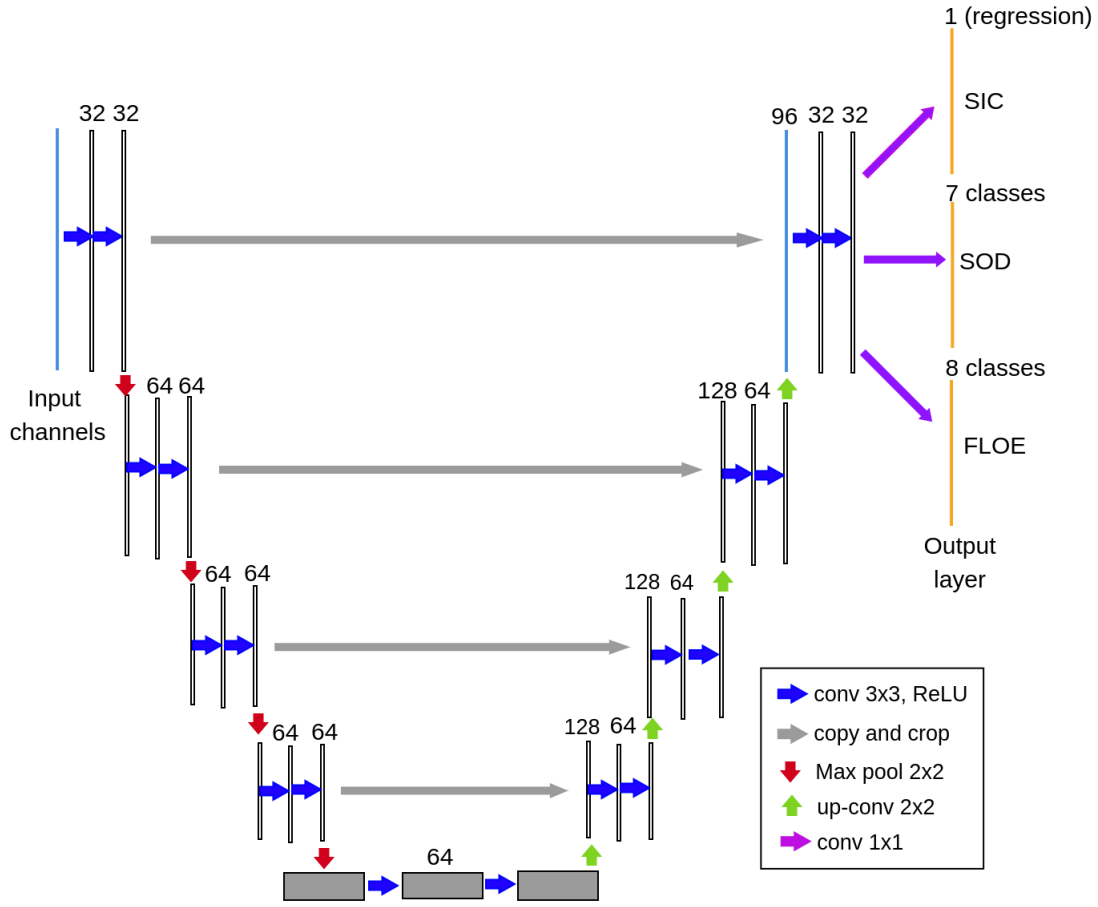 1 (regression)
SIC
32 32
96 32 32
7 classes
SOD
Input
channels
64 64
128 64
8 classes
FLOE
Output
layer
64 64
128 64
64 64
128 64
64
conv 3x3, ReLU
copy and crop
Max pool 2x2
up-conv 2x2
conv 1x1